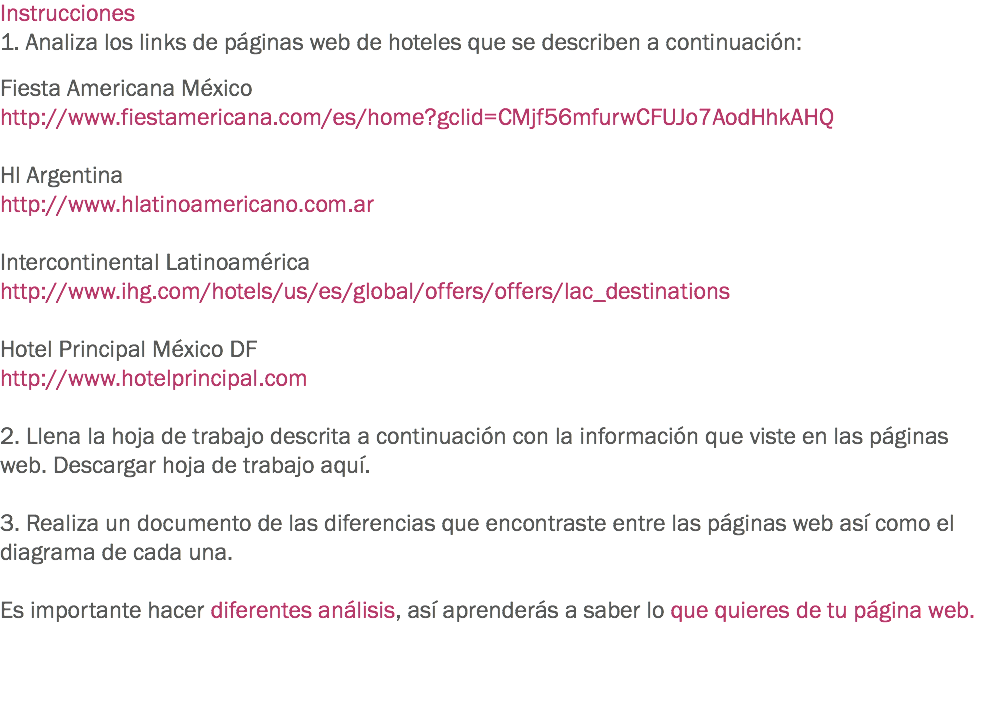 Instrucciones
1. Analiza los links de páginas web de hoteles que se describen a continuación:
Fiesta Americana México
http://www.fiestamericana.com/es/home?gclid=CMjf56mfurwCFUJo7AodHhkAHQ
HI Argentina
http://www.hlatinoamericano.com.ar
Intercontinental Latinoamérica
http://www.ihg.com/hotels/us/es/global/offers/offers/lac_destinations
Hotel Principal México DF
http://www.hotelprincipal.com
2. Llena la hoja de trabajo descrita a continuación con la información que viste en las páginas
web. Descargar hoja de trabajo aquí.
3. Realiza un documento de las diferencias que encontraste entre las páginas web así como el
diagrama de cada una.
Es importante hacer diferentes análisis, así aprenderás a saber lo que quieres de tu página web.